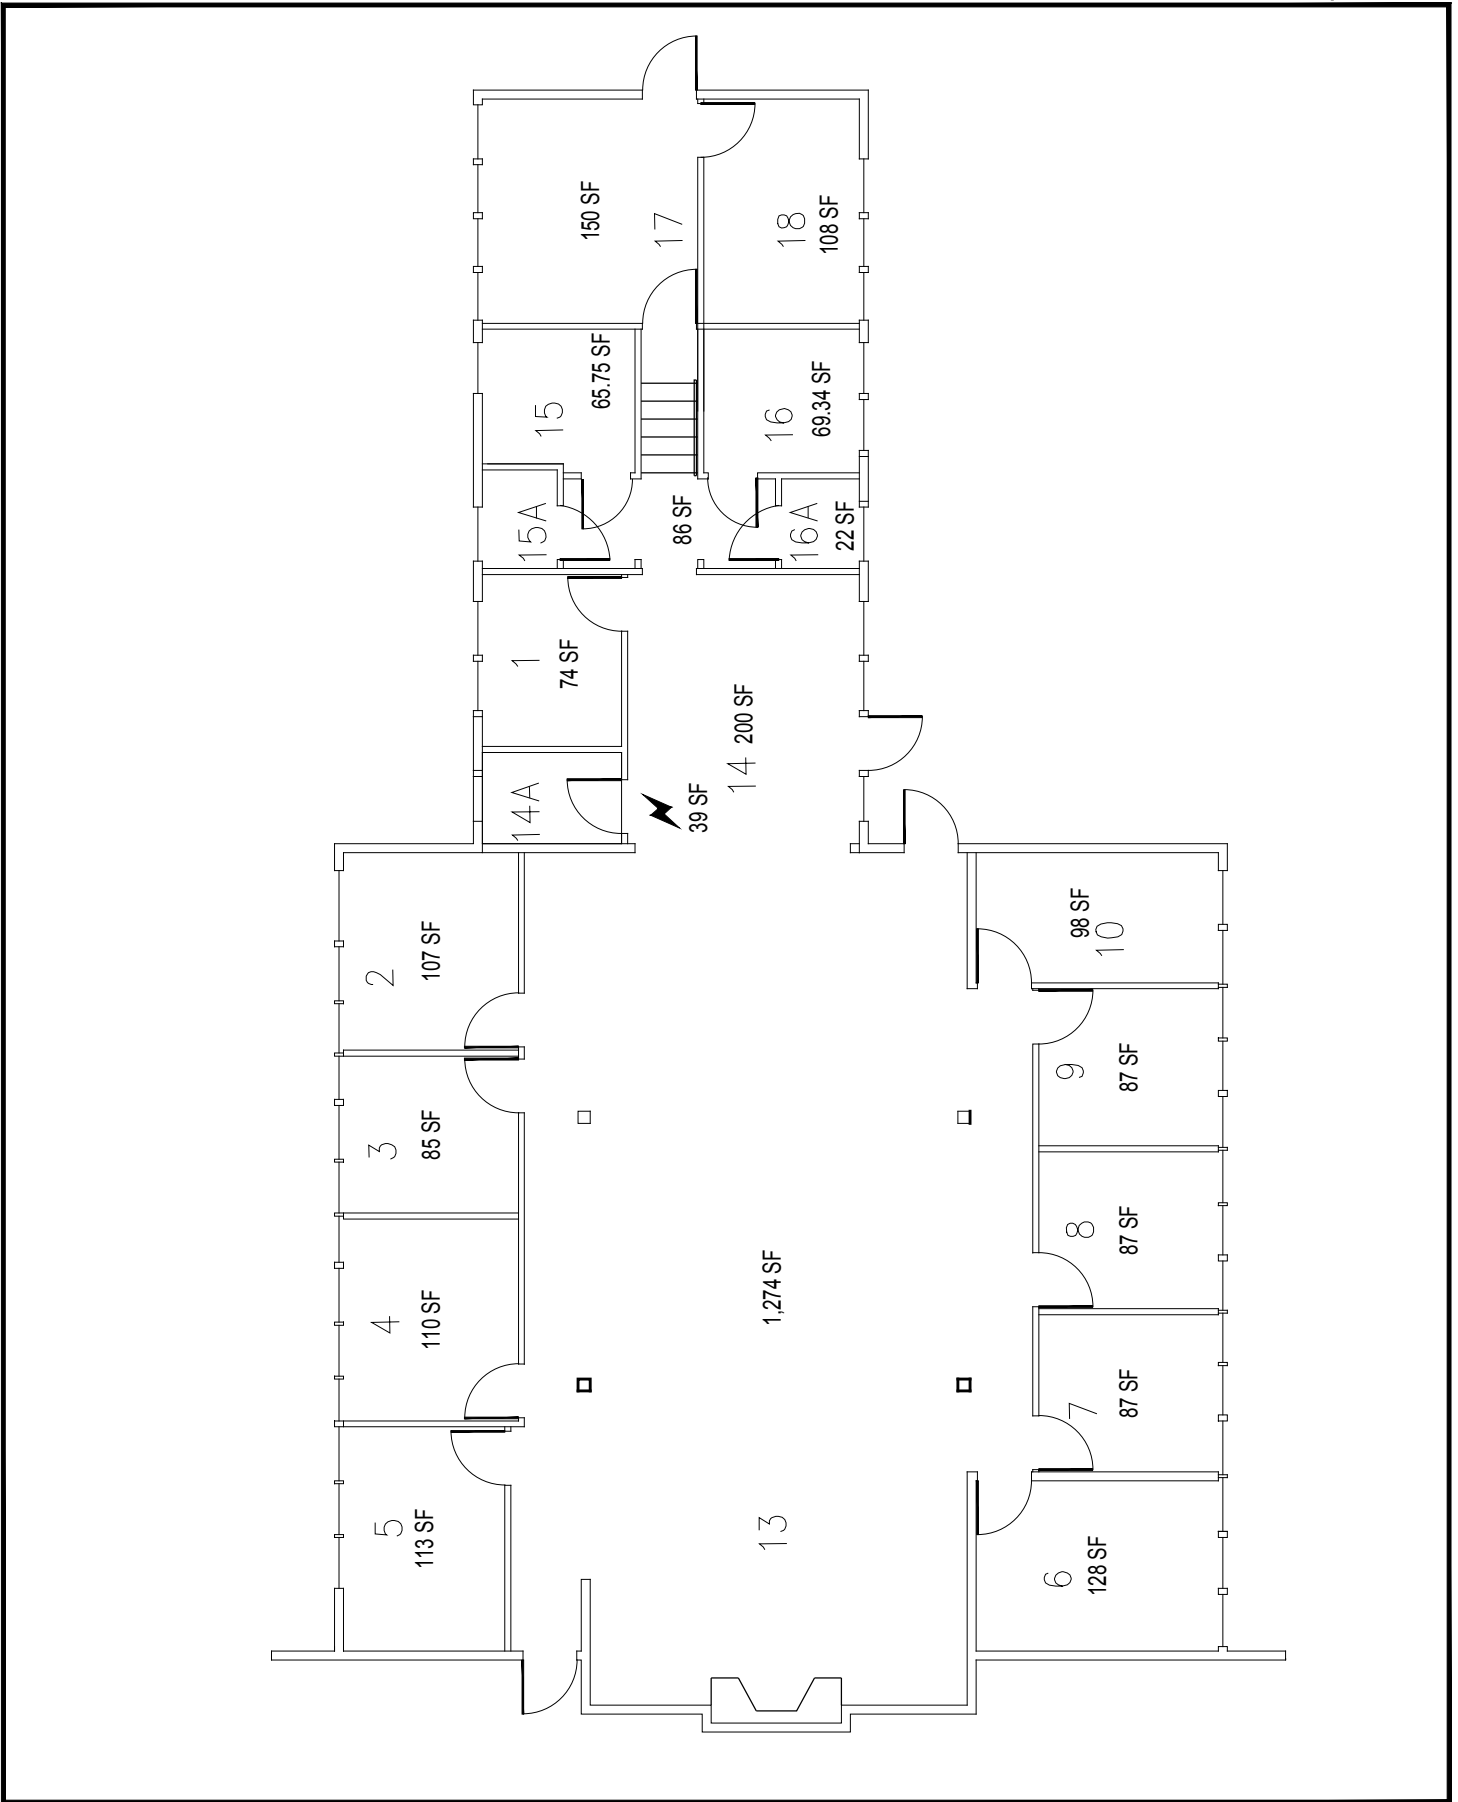 150 SF
17
18
108 SF
65.75 SF
15
16
69.34 SF
15A
86 SF
16A
22 SF
1
74 SF
14
200 SF
14A
39 SF
2
107 SF
98 SF
10
3
85 SF
9
87 SF
4
110 SF
1,274 SF
8
87 SF
7
87 SF
5
113 SF
13
6
128 SF